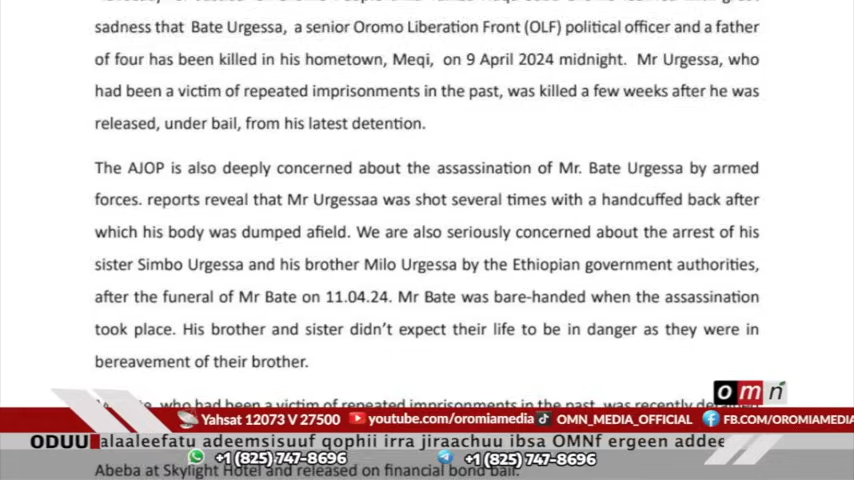 sadness that Bate Urgessa, a senior Oromo Liberation Front (OLF) political officer and a father
of four has been killed in his hometown, Meqi, on 9 April 2024 midnight. Mr Urgessa, who
had been a victim of repeated imprisonments in the past, was killed a few weeks after he was
released, under bail, from his latest detention.
The AJOP is also deeply concerned about the assassination of Mr. Bate Urgessa by armed
forces. reports reveal that Mr Urgessaa was shot several times with a handcuffed back after
which his body was dumped afield. We are also seriously concerned about the arrest of his
sister Simbo Urgessa and his brother Milo Urgessa by the Ethiopian government authorities,
after the funeral of Mr Bate on 11.04.24. Mr Bate was bare-handed when the assassination
took place. His brother and sister didn't expect their life to be in danger as they were in
bereavement of their brother.
omn
who had been a victim of repeated imprisonments in the past, was recently detained
Yahsat 12073 V 27500 youtube.com/oromiamedia OMN_MEDIA_OFFICIAL FB.COM/OROMIAMEDIA
ODUU alaaleefatu adeemsisuuf qophii irra jiraachuu ibsa OMNf ergeen addee
+1 (825) 747-8696 +1 (825) 747-8696
Abeba at Skylight Hotel and released on financial bond bail.